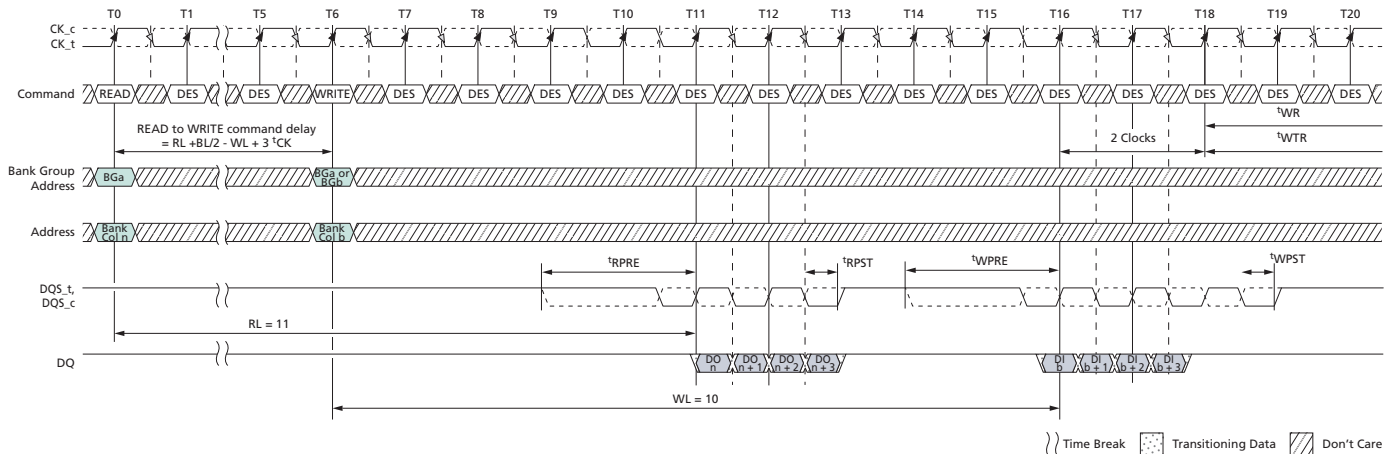 T0 T1 T5 T6 T7 T8 T9 T10 T11 T12 T13 T14 T15 T16 T17 T18 T19 T20
CK_c
CK_t
Command READ DES DES WRITE DES DES DES DES DES DES DES DES DES DES DES DES DES DES
tWR
READ to WRITE command delay
= RL +BL/2 - WL + 3 tCK
2 Clocks
tWTR
Bank Group
Address
BGa
BGa or
BGb
Address
Bank
Col n
Bank
Col b
tRPRE tRPST tWPRE tWPST
DQS_t,
DQS_c
RL = 11
DQ
DO
n
DO
n + 1
DO
n + 2
DO
n + 3
DI
b
DI
b + 1
DI
b + 2
DI
b + 3
WL = 10
Time Break Transitioning Data Don't Care